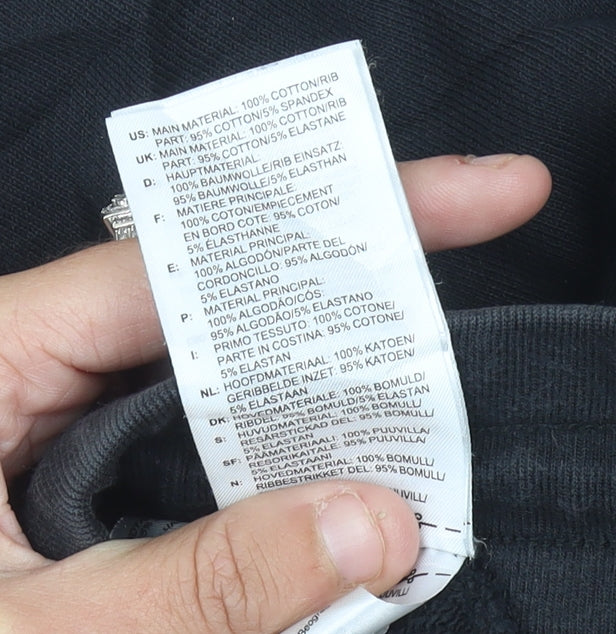 US: MAIN MATERIAL: 100% COTTON/RIB
PART: 95% COTTON/5% SPANDEX
UK: MAIN MATERIAL: 100% COTTON/RIB
PART: 95% COTTON/5% ELASTANE
D: HAUPTMATERIAL:
100% BAUMWOLLE/RIB EINSATZ:
95% BAUMWOLLE/5% ELASTHAN
F: MATIERE PRINCIPALE:
100% COTON/EMPIECEMENT
EN BORD COTE: 95% COTON/
5% ÉLASTHANNE
E: MATERIAL PRINCIPAL:
100% ALGODÓN/PARTE DEL
CORDONCILLO: 95% ALGODÓN/
5% ELASTANO
P: MATERIAL PRINCIPAL:
100% ALGODÃO/CÓS:
95% ALGODÃO/5% ELASTANO
I: PRIMO TESSUTO: 100% COTONE/
PARTE IN COSTINA: 95% COTONE/
5% ELASTAN
NL: HOOFDMATERIAAL: 100% KATOEN/
GERIBBELDE INZET: 95% KATOEN/
5% ELASTAAN
DK: HOVEDMATERIALE: 100% BOMULD/
RIBDEL: 95% BOMULD/5% ELASTAN
S: HUVUDMATERIAL: 100% BOMULL/
RESÅRSTICKAD DEL: 95% BOMULL/
5% ELASTAN
SF: PÄÄMATERIAALI: 100% PUUVILLA/
RESORIKAITALE: 95% PUUVILLA/
5% ELASTAANI
N: HOVEDMATERIALE: 100% BOMULL/
RIBBESTRIKKET DEL: 95% BOMULL/